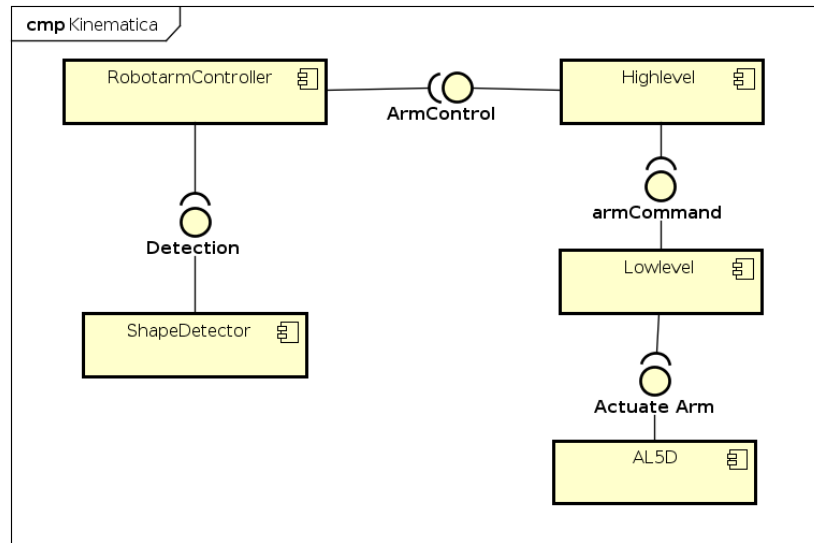 cmp Kinematica
RobotarmController
Highlevel
ArmControl
armCommand
Detection
Lowlevel
ShapeDetector
Actuate Arm
AL5D